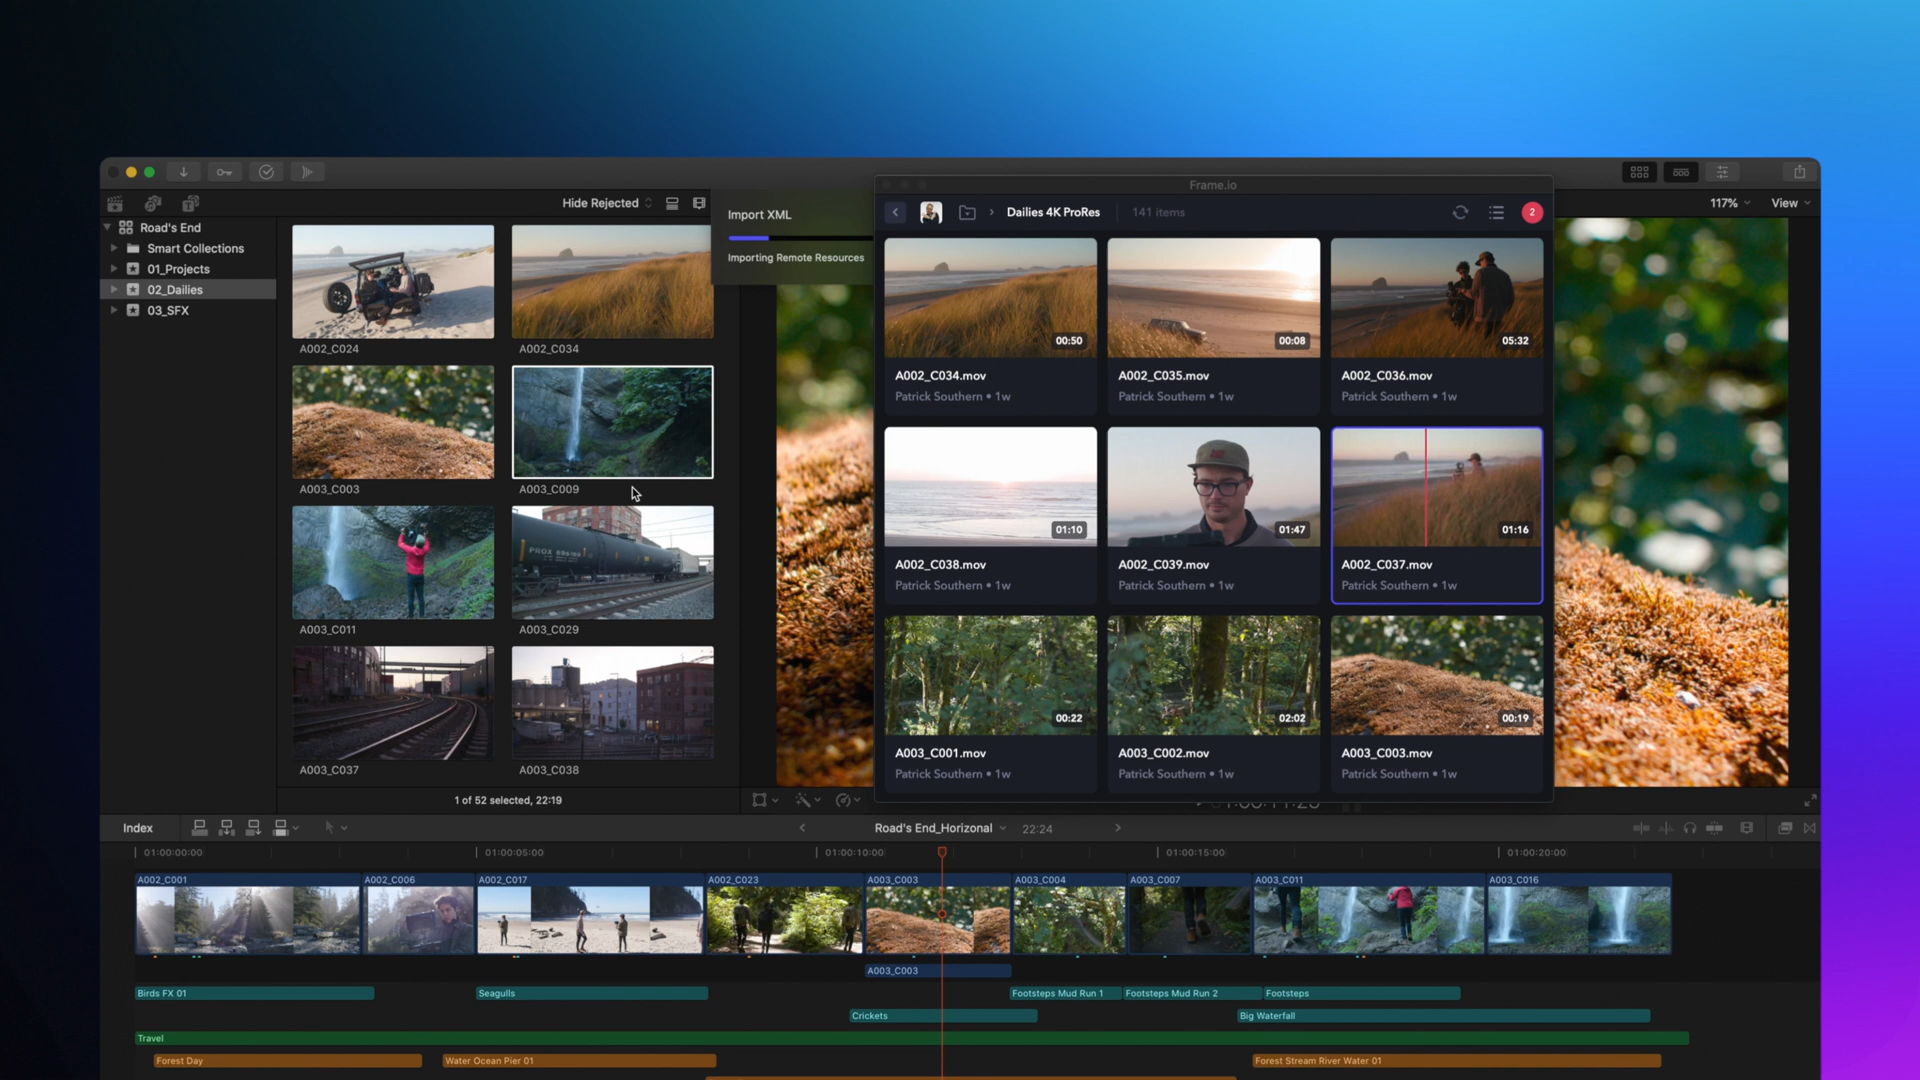 Frame.io
Hide Rejected
117%
View
Road's End
Smart Collections
01_Projects
02_Dailies
03_SFX
Import XML
Importing Remote Resources
Dailies 4K ProRes
141 items
2
A002_C024
A002_C034
A003_C003
A003_C009
PROX
A003_C011
A003_C029
A003_C037
A003_C038
1 of 52 selected, 22:19
00:50
00:08
05:32
A002_C034.mov
A002_C035.mov
A002_C036.mov
Patrick Southern • 1w
Patrick Southern • 1w
Patrick Southern • 1w
01:10
01:47
01:16
A002_C038.mov
A002_C039.mov
A002_C037.mov
Patrick Southern • 1w
Patrick Southern • 1w
Patrick Southern • 1w
00:22
02:02
00:19
A003_C001.mov
A003_C002.mov
A003_C003.mov
Patrick Southern • 1w
Patrick Southern • 1w
Patrick Southern • 1w
Index
Road's End_Horizonal
22:24
01:00:00:00
01:00:05:00
01:00:10:00
01:00:15:00
01:00:20:00
A002_C001
A002_C006
A002_C017
A002_C023
A003_C003
A003_C004
A003_C007
A003_C011
A003_C016
A003_C003
Birds FX 01
Seagulls
Footsteps Mud Run 1
Footsteps Mud Run 2
Footsteps
Crickets
Big Waterfall
Travel
Forest Day
Water Ocean Pier 01
Forest Stream River Water 01